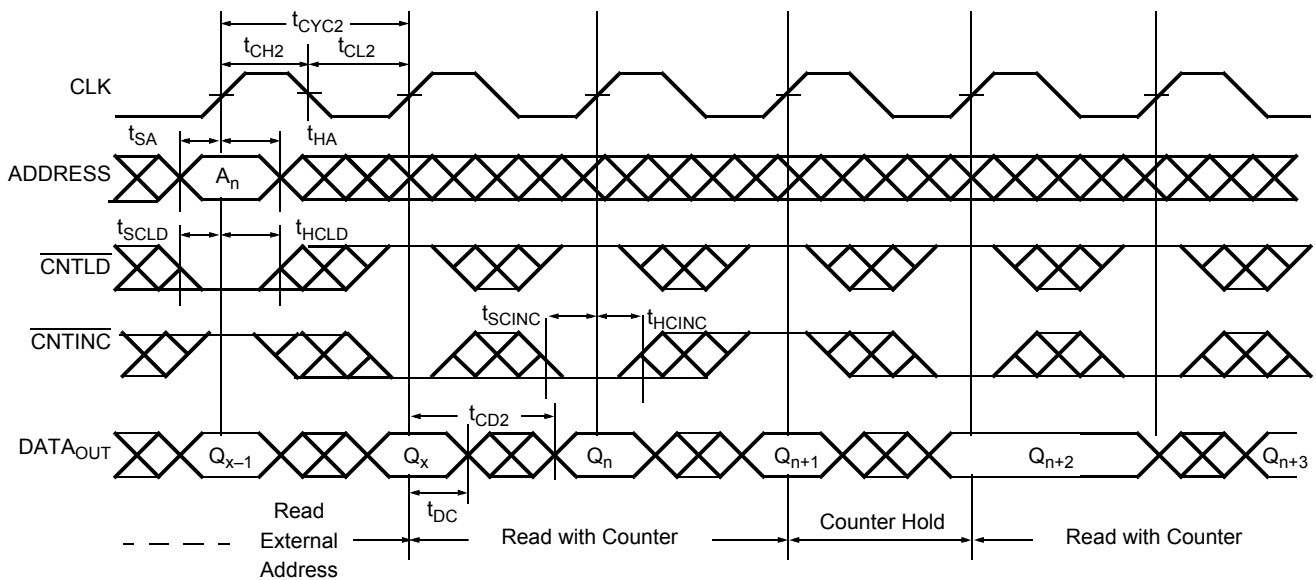 tCYC2
tCH2 tCL2
CLK
tSA tHA
ADDRESS An
tSCLD tHCLD
CNTLD
tSCINC tHCINC
CNTINC
tCD2
DATAOUT Qx–1 Qx Qn Qn+1 Qn+2 Qn+3
tDC
Read
External
Address
Read with Counter
Counter Hold
Read with Counter